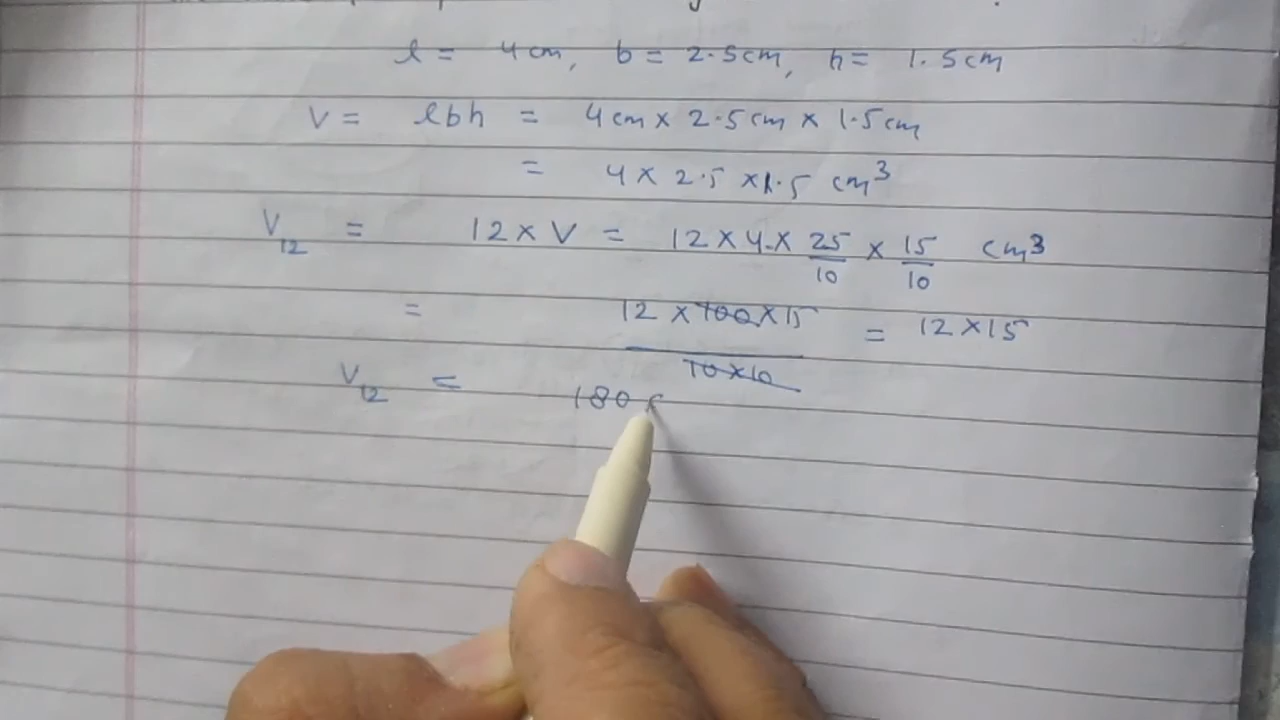 l = 4 cm, b = 2.5 cm, h = 1.5 cm
V = lbh = 4 cm × 2.5 cm × 1.5 cm
= 4 × 2.5 × 1.5 cm³
V₁₂ = 12 × V = 12 × 4 × 25/10 × 15/10 cm³
= 12 × 100 × 15 / 10 × 10 = 12 × 15
V₁₂ = 180